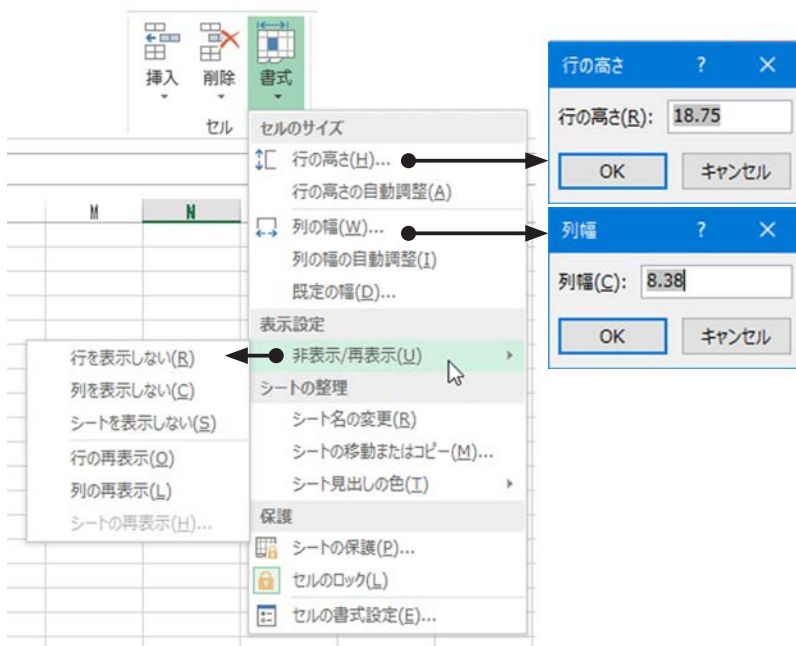 挿入 削除 書式
セル
M N
セルのサイズ
行の高さ(H)...
行の高さの自動調整(A)
列の幅(W)...
列の幅の自動調整(I)
既定の幅(D)...
表示設定
非表示/再表示(U)
シートの整理
シート名の変更(R)
シートの移動またはコピー(M)...
シート見出しの色(T)
保護
シートの保護(P)...
セルのロック(L)
セルの書式設定(E)...
行を表示しない(R)
列を表示しない(C)
シートを表示しない(S)
行の再表示(O)
列の再表示(L)
シートの再表示(H)...
行の高さ ? ×
行の高さ(R): 18.75
OK キャンセル
列幅 ? ×
列幅(C): 8.38
OK キャンセル